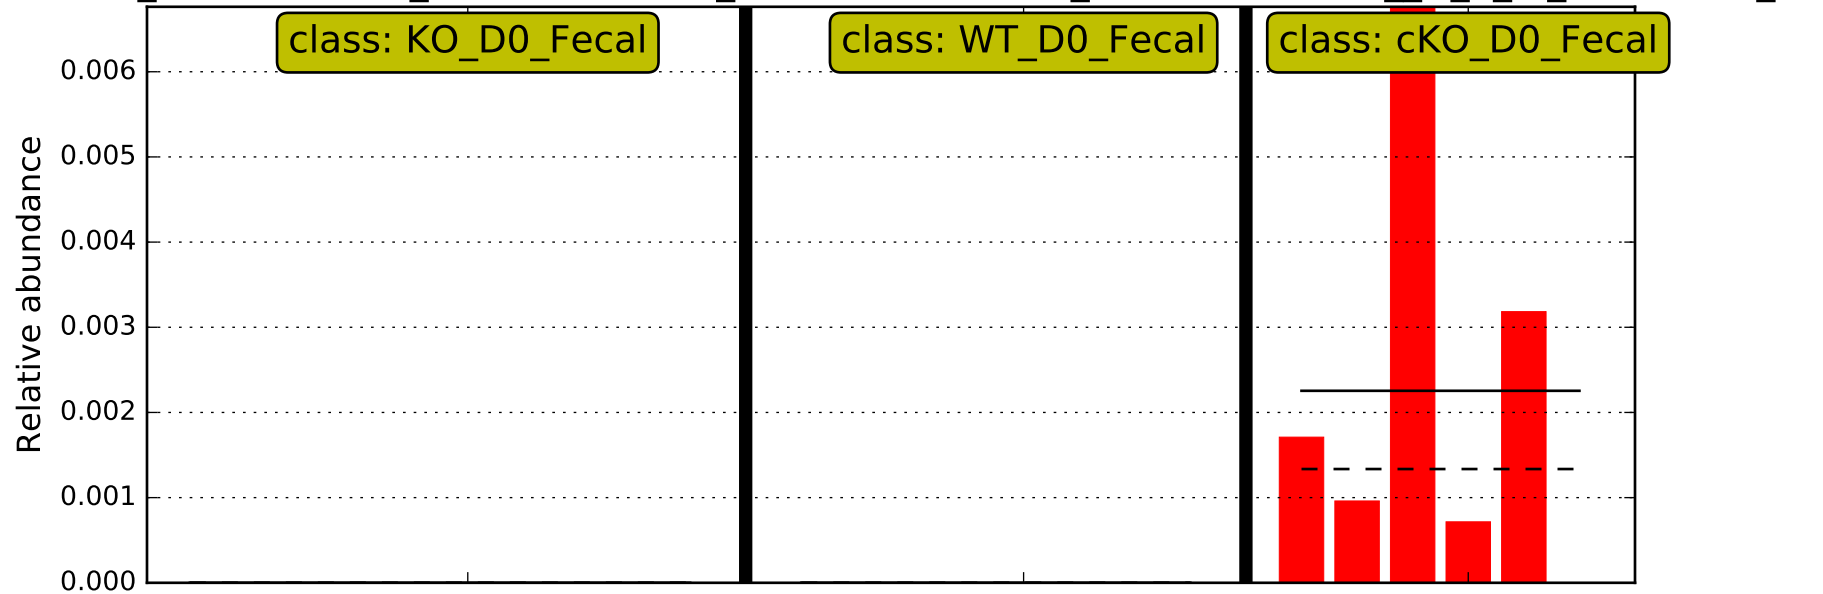 class: KO_D0_Fecal
class: WT_D0_Fecal
class: cKO_D0_Fecal
Relative abundance
0.006
0.005
0.004
0.003
0.002
0.001
0.000